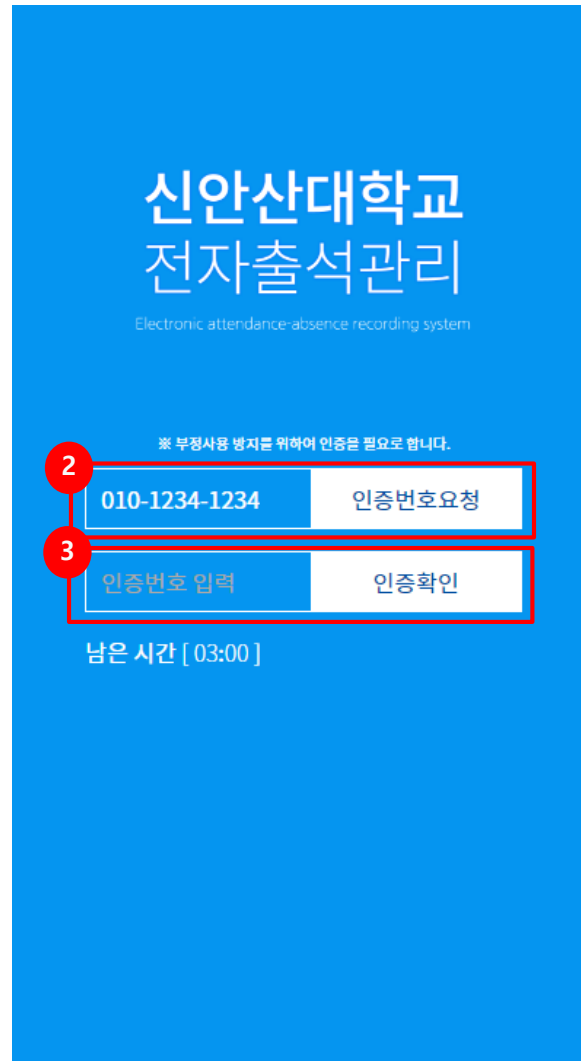 신안산대학교
전자출석관리
Electronic attendance-absence recording system
※ 부정사용 방지를 위하여 인증을 필요로 합니다.
2
010-1234-1234 인증번호요청
3
인증번호 입력 인증확인
남은 시간 [ 03:00 ]